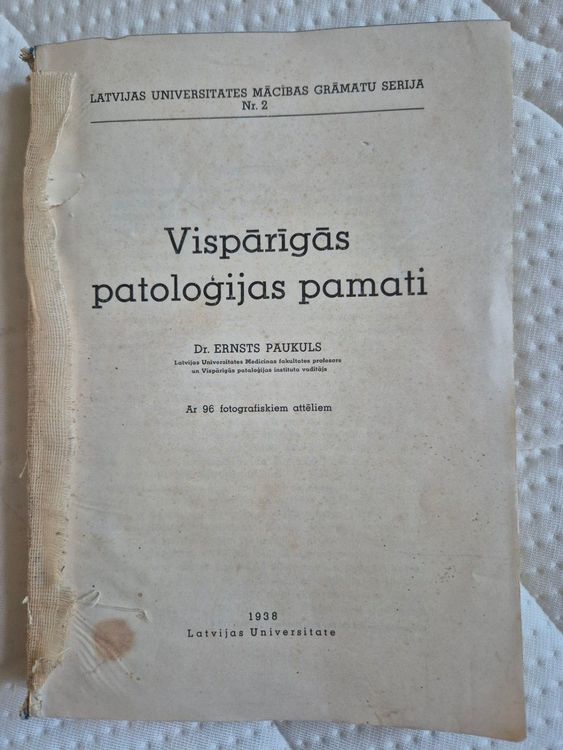 LATVIJAS UNIVERSITATES MĀCĪBAS GRĀMATU SERIJA
Nr. 2
Vispārīgās
patoloģijas pamati
Dr. ERNSTS PAUKULS
Latvijas Universitates Medicinas fakultates profesors
un Vispārīgās patoloģijas instituta vadītājs
Ar 96 fotografiskiem attēliem
1938
Latvijas Universitate